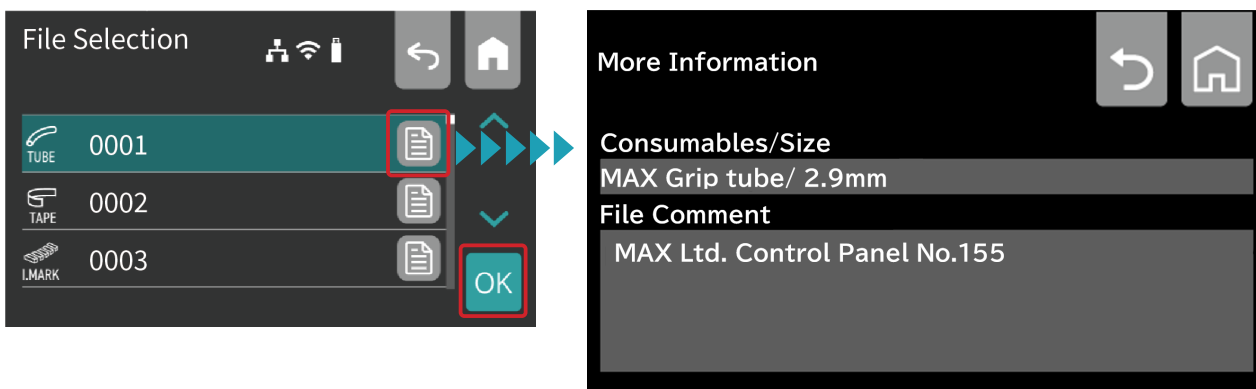 File Selection
TUBE 0001
TAPE 0002
I.MARK 0003
OK
More Information
Consumables/Size
MAX Grip tube/ 2.9mm
File Comment
MAX Ltd. Control Panel No.155